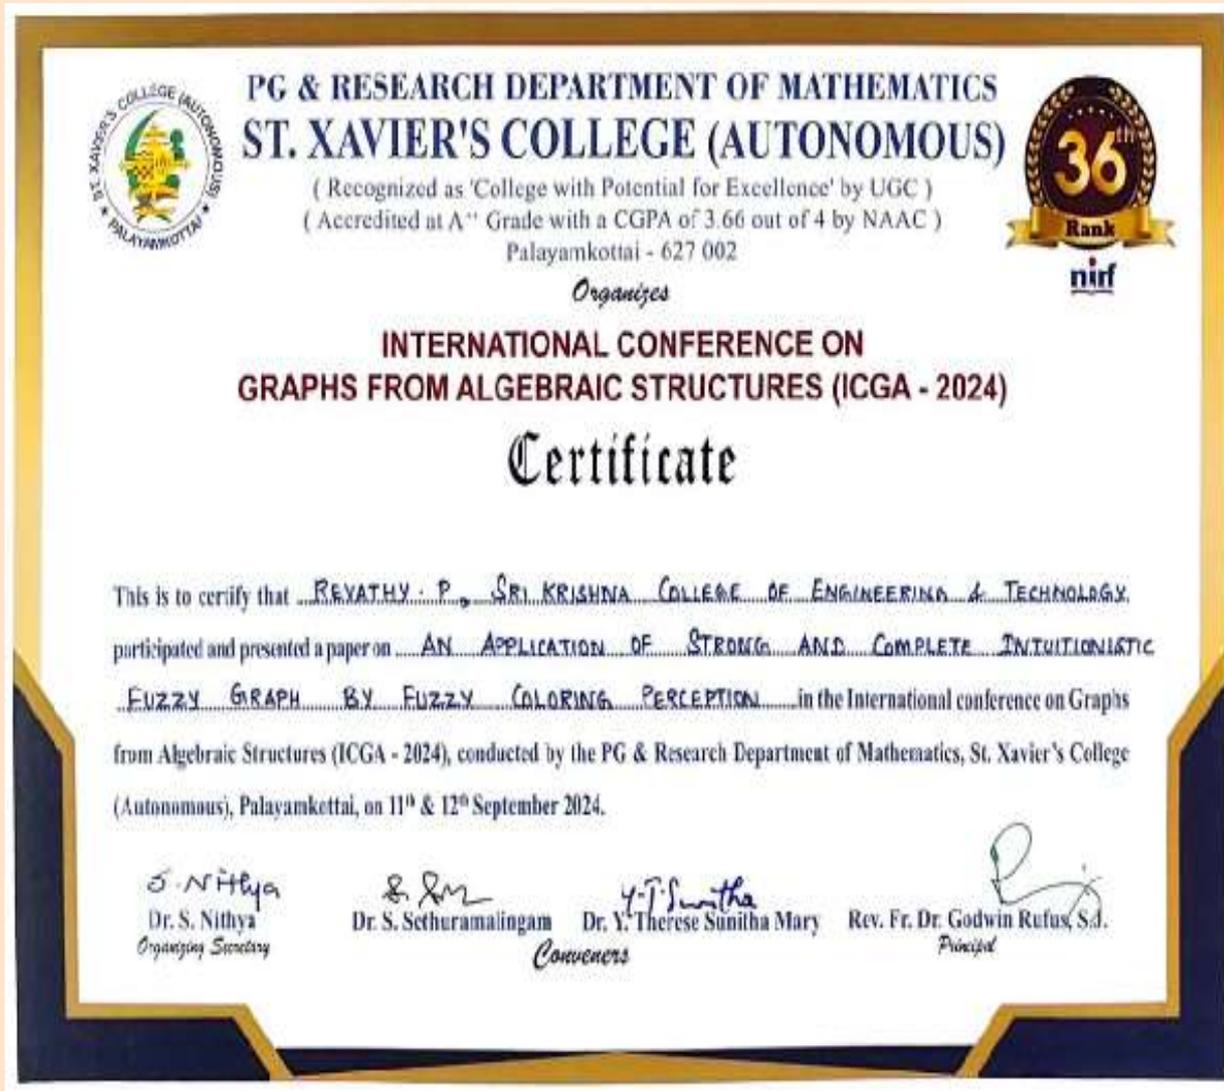 PG & RESEARCH DEPARTMENT OF MATHEMATICS
ST. XAVIER'S COLLEGE (AUTONOMOUS)
( Recognized as 'College with Potential for Excellence' by UGC )
( Accredited at A++ Grade with a CGPA of 3.66 out of 4 by NAAC )
Palayamkottai - 627 002
ST. XAVIER'S COLLEGE (AUTONOMOUS)
PALAYAMKOTTAI
36th
Rank
nirf
Organizes
INTERNATIONAL CONFERENCE ON
GRAPHS FROM ALGEBRAIC STRUCTURES (ICGA - 2024)
Certificate
This is to certify that REVATHY. P, SRI KRISHNA COLLEGE OF ENGINEERING & TECHNOLOGY
participated and presented a paper on AN APPLICATION OF STRONG AND COMPLETE INTUITIONISTIC
FUZZY GRAPH BY FUZZY COLORING PERCEPTION in the International conference on Graphs
from Algebraic Structures (ICGA - 2024), conducted by the PG & Research Department of Mathematics, St. Xavier's College
(Autonomous), Palayamkottai, on 11th & 12th September 2024.
S. Nithya
Y.T. Sunitha
Dr. S. Nithya Dr. S. Sethuramalingam Dr. Y. Therese Sunitha Mary Rev. Fr. Dr. Godwin Rufus, S.J.
Organizing Secretary Conveners Principal